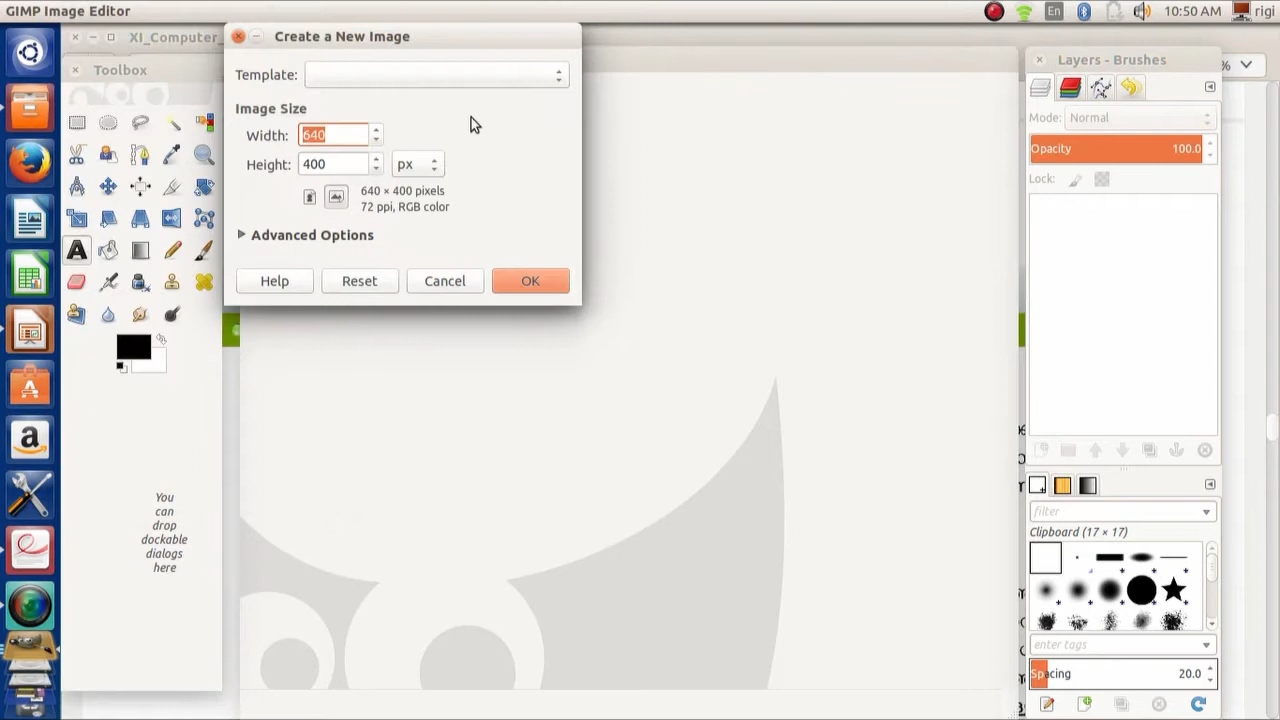 GIMP Image Editor
En
10:50 AM
rigi
XI_Computer_
Create a New Image
Toolbox
Layers - Brushes
%
Template:
Image Size
Width: 640
Height: 400 px
640 × 400 pixels
72 ppi, RGB color
Advanced Options
Help Reset Cancel OK
Mode: Normal
Opacity 100.0
Lock:
You
can
drop
dockable
dialogs
here
filter
Clipboard (17 × 17)
enter tags
Spacing 20.0